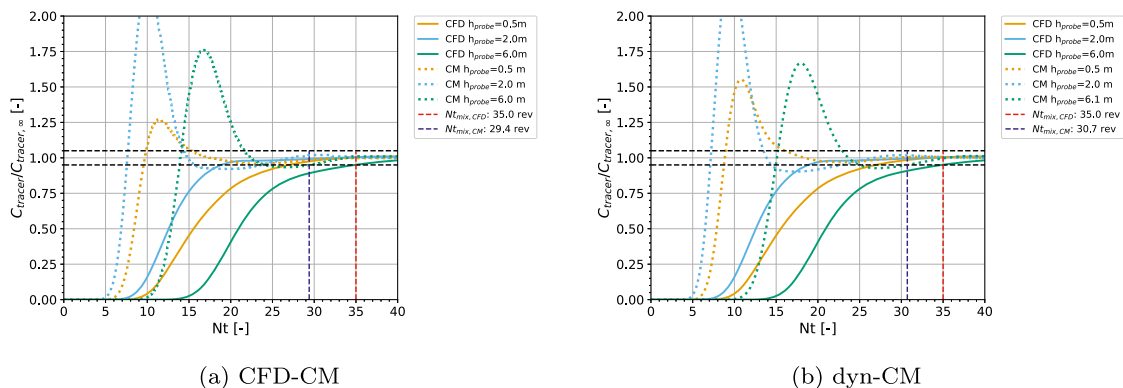 2.00
1.75
1.50
1.25
1.00
0.75
0.50
0.25
0.00
C_tracer/C_tracer, ∞ [-]
0 5 10 15 20 25 30 35 40
Nt [-]
CFD h_probe=0.5m
CFD h_probe=2.0m
CFD h_probe=6.0m
CM h_probe=0.5 m
CM h_probe=2.0 m
CM h_probe=6.0 m
Nt_mix, CFD: 35.0 rev
Nt_mix, CM: 29.4 rev
(a) CFD-CM
2.00
1.75
1.50
1.25
1.00
0.75
0.50
0.25
0.00
C_tracer/C_tracer, ∞ [-]
0 5 10 15 20 25 30 35 40
Nt [-]
CFD h_probe=0.5m
CFD h_probe=2.0m
CFD h_probe=6.0m
CM h_probe=0.5 m
CM h_probe=2.0 m
CM h_probe=6.1 m
Nt_mix, CFD: 35.0 rev
Nt_mix, CM: 30.7 rev
(b) dyn-CM